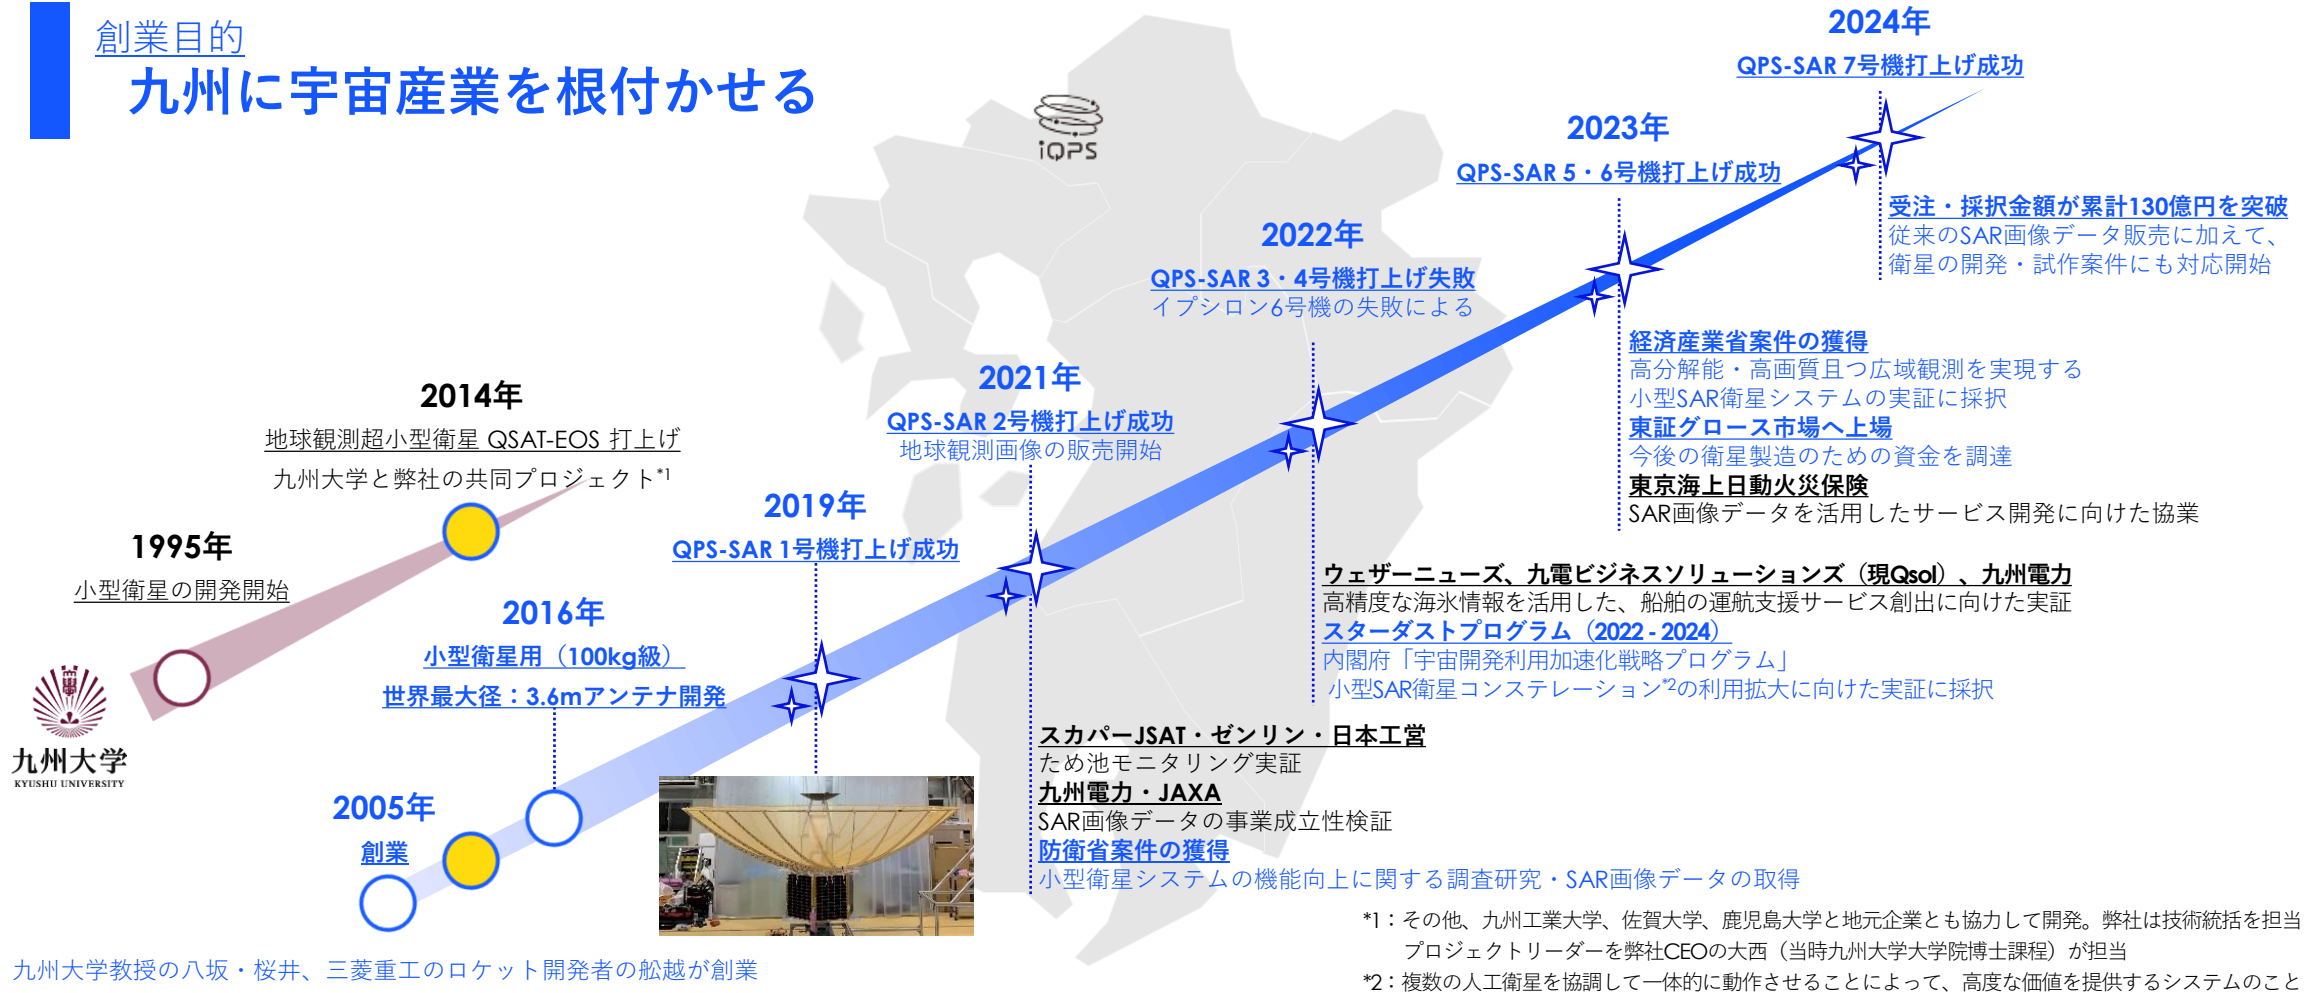 創業目的
九州に宇宙産業を根付かせる
iQPS
1995年
小型衛星の開発開始
2014年
地球観測超小型衛星 QSAT-EOS 打上げ
九州大学と弊社の共同プロジェクト*1
九州大学
KYUSHU UNIVERSITY
2005年
創業
九州大学教授の八坂・桜井、三菱重工のロケット開発者の舩越が創業
2016年
小型衛星用（100kg級）
世界最大径：3.6mアンテナ開発
2019年
QPS-SAR 1号機打上げ成功
2021年
QPS-SAR 2号機打上げ成功
地球観測画像の販売開始
スカパーJSAT・ゼンリン・日本工営
ため池モニタリング実証
九州電力・JAXA
SAR画像データの事業成立性検証
防衛省案件の獲得
小型衛星システムの機能向上に関する調査研究・SAR画像データの取得
2022年
QPS-SAR 3・4号機打上げ失敗
イプシロン6号機の失敗による
ウェザーニューズ、九電ビジネスソリューションズ（現Qsol）、九州電力
高精度な海氷情報を活用した、船舶の運航支援サービス創出に向けた実証
スターダストプログラム（2022 - 2024）
内閣府「宇宙開発利用加速化戦略プログラム」
小型SAR衛星コンステレーション*2の利用拡大に向けた実証に採択
2023年
QPS-SAR 5・6号機打上げ成功
経済産業省案件の獲得
高分解能・高画質且つ広域観測を実現する
小型SAR衛星システムの実証に採択
東証グロース市場へ上場
今後の衛星製造のための資金を調達
東京海上日動火災保険
SAR画像データを活用したサービス開発に向けた協業
2024年
QPS-SAR 7号機打上げ成功
受注・採択金額が累計130億円を突破
従来のSAR画像データ販売に加えて、
衛星の開発・試作案件にも対応開始
*1：その他、九州工業大学、佐賀大学、鹿児島大学と地元企業とも協力して開発。弊社は技術統括を担当
プロジェクトリーダーを弊社CEOの大西（当時九州大学大学院博士課程）が担当
*2：複数の人工衛星を協調して一体的に動作させることによって、高度な価値を提供するシステムのこと